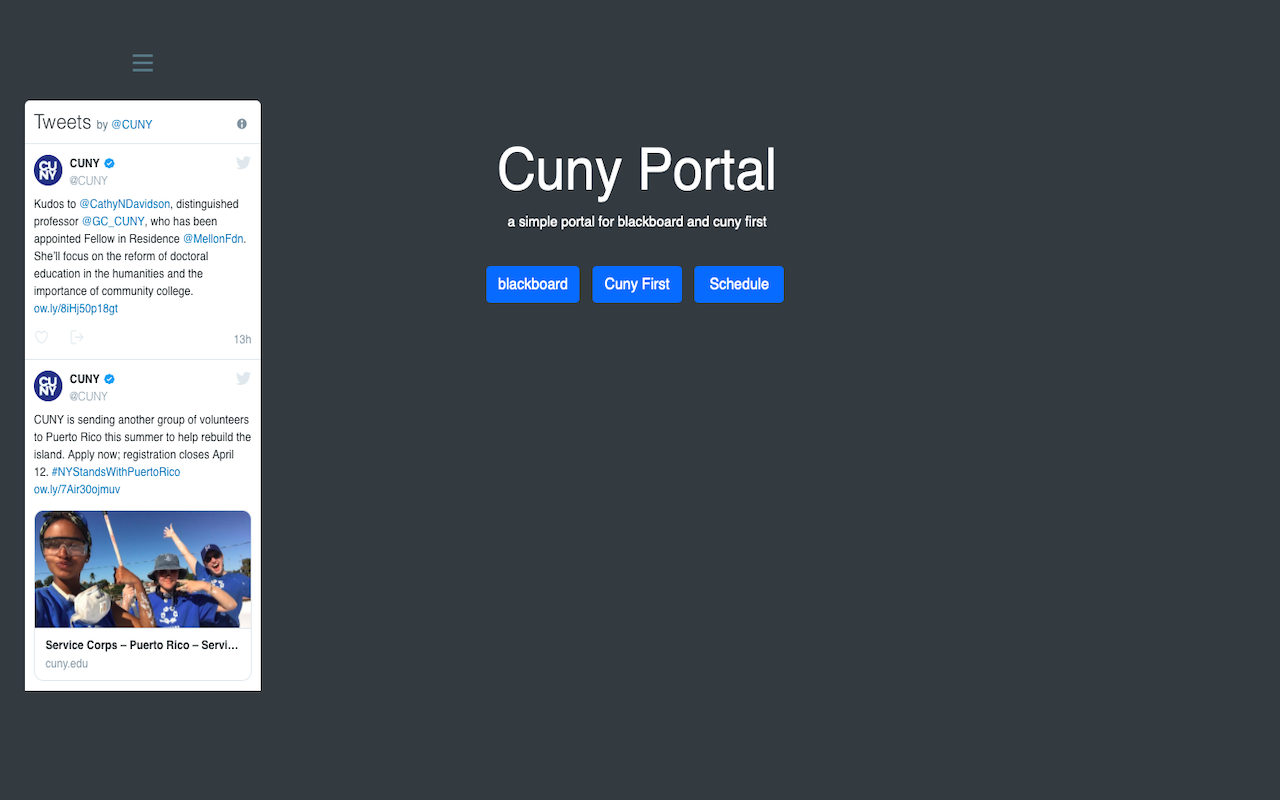 Tweets by @CUNY
CUNY
@CUNY
Kudos to @CathyNDavidson, distinguished
professor @GC_CUNY, who has been
appointed Fellow in Residence @MellonFdn.
She'll focus on the reform of doctoral
education in the humanities and the
importance of community college.
ow.ly/8iHj50p18gt
13h
CUNY
@CUNY
CUNY is sending another group of volunteers
to Puerto Rico this summer to help rebuild the
island. Apply now; registration closes April
12. #NYStandsWithPuertoRico
ow.ly/7Air30ojmuv
Service Corps – Puerto Rico – Servi...
cuny.edu
Cuny Portal
a simple portal for blackboard and cuny first
blackboard
Cuny First
Schedule
CU
NY
CU
NY